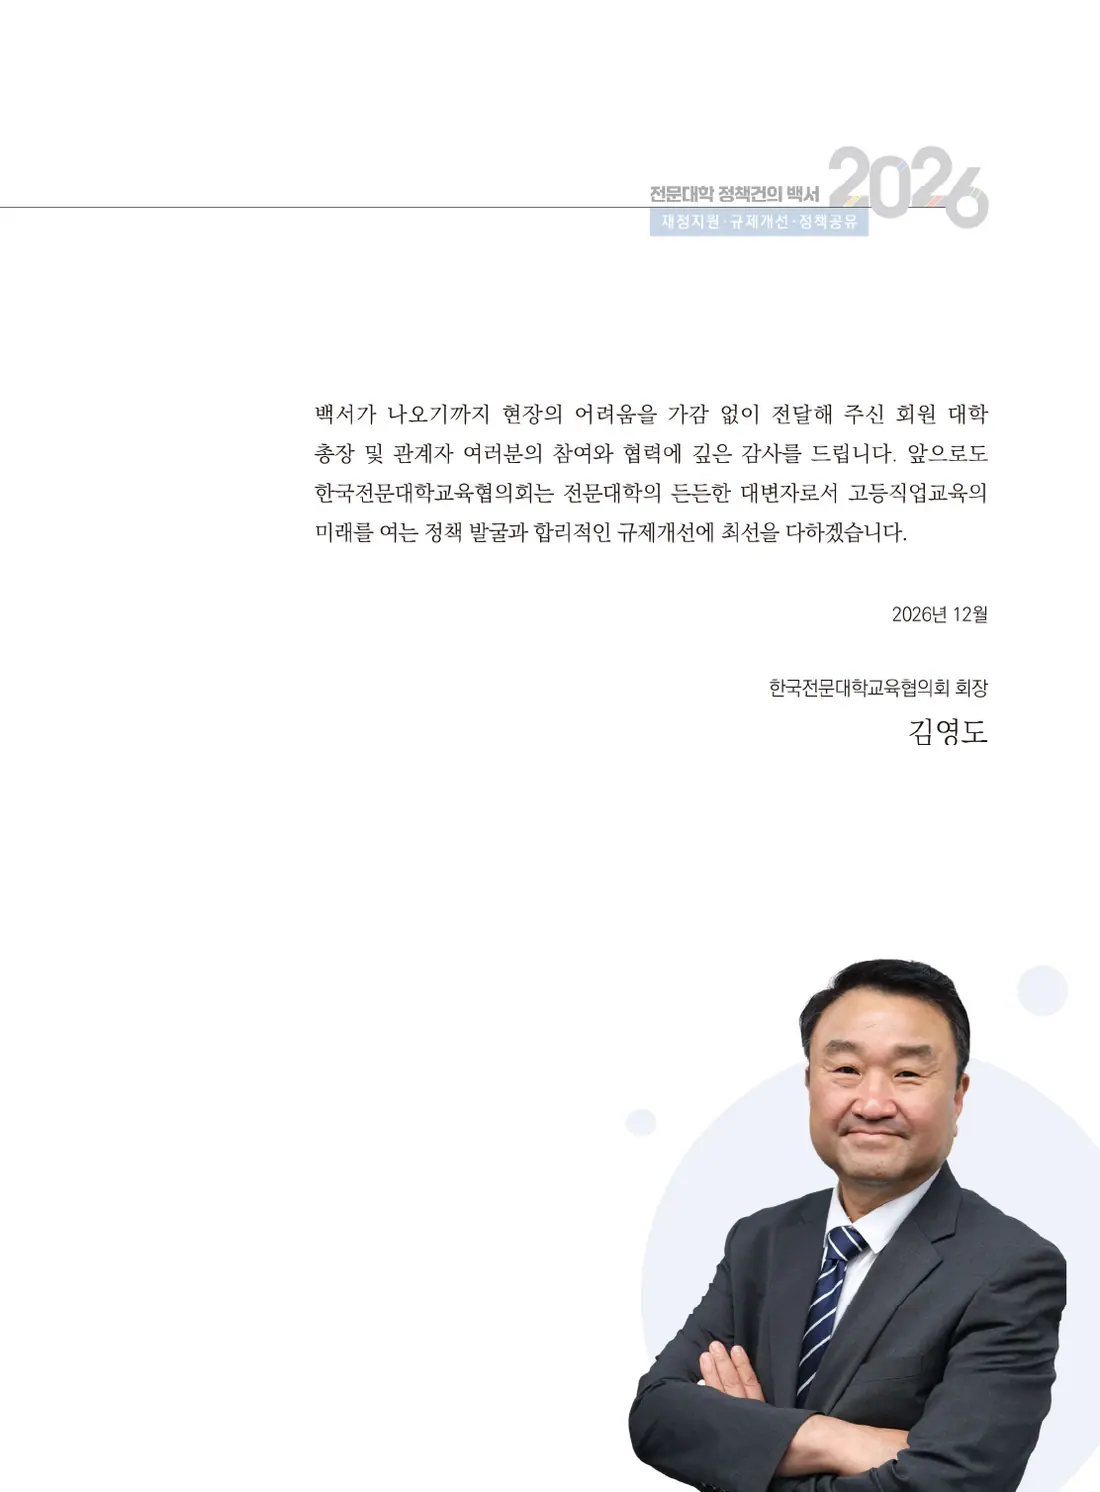 전문대학 정책건의 백서 2026
재정지원·규제개선·정책공유
백서가 나오기까지 현장의 어려움을 가감 없이 전달해 주신 회원 대학
총장 및 관계자 여러분의 참여와 협력에 깊은 감사를 드립니다. 앞으로도
한국전문대학교육협의회는 전문대학의 든든한 대변자로서 고등직업교육의
미래를 여는 정책 발굴과 합리적인 규제개선에 최선을 다하겠습니다.
2026년 12월
한국전문대학교육협의회 회장
김영도